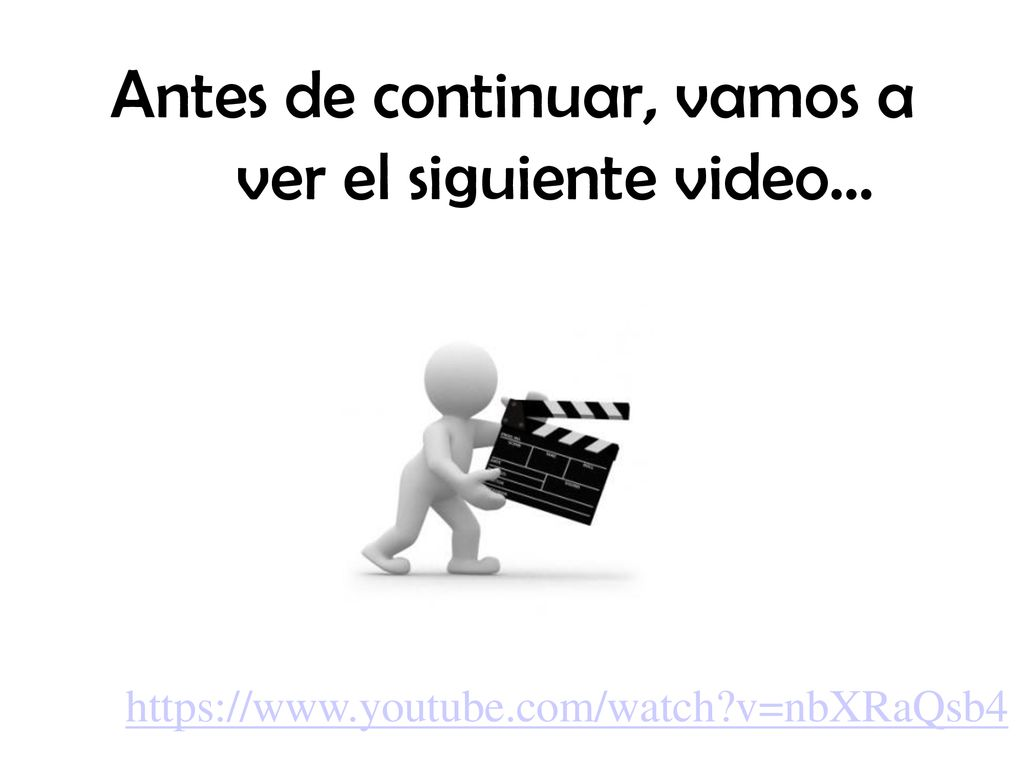 Antes de continuar, vamos a
ver el siguiente video...
https://www.youtube.com/watch?v=nbXRaQsb4